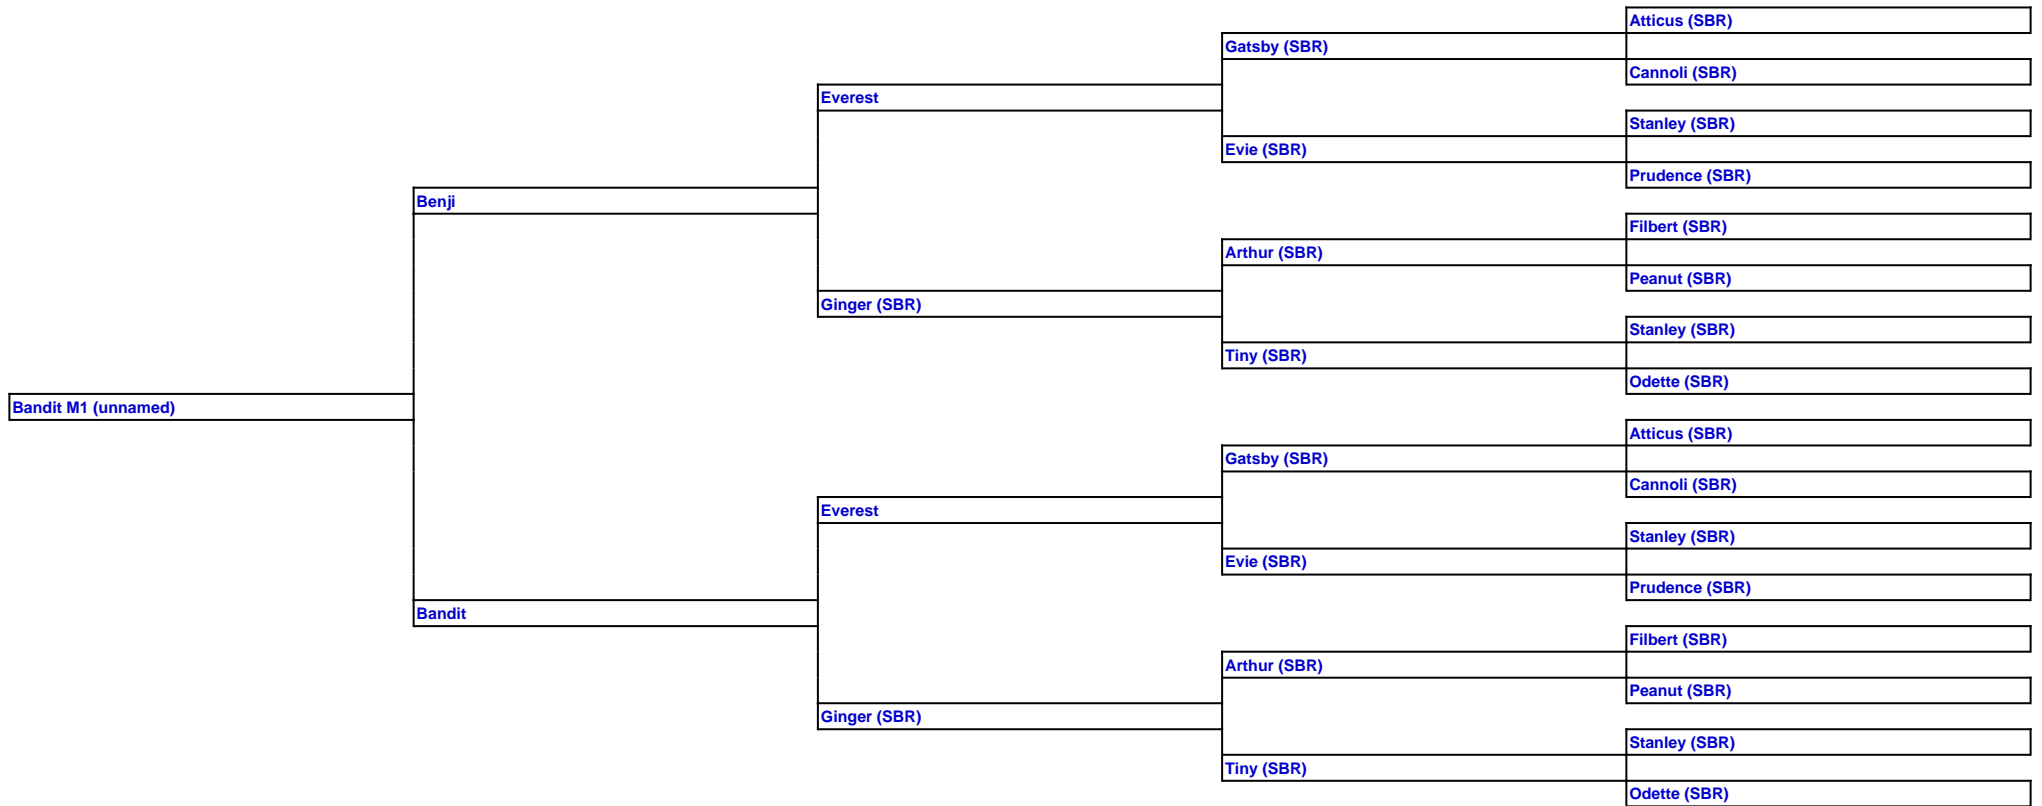 Atticus (SBR)
Gatsby (SBR)
Cannoli (SBR)
Everest
Stanley (SBR)
Evie (SBR)
Prudence (SBR)
Benji
Filbert (SBR)
Arthur (SBR)
Peanut (SBR)
Ginger (SBR)
Stanley (SBR)
Tiny (SBR)
Odette (SBR)
Bandit M1 (unnamed)
Atticus (SBR)
Gatsby (SBR)
Cannoli (SBR)
Everest
Stanley (SBR)
Evie (SBR)
Prudence (SBR)
Bandit
Filbert (SBR)
Arthur (SBR)
Peanut (SBR)
Ginger (SBR)
Stanley (SBR)
Tiny (SBR)
Odette (SBR)